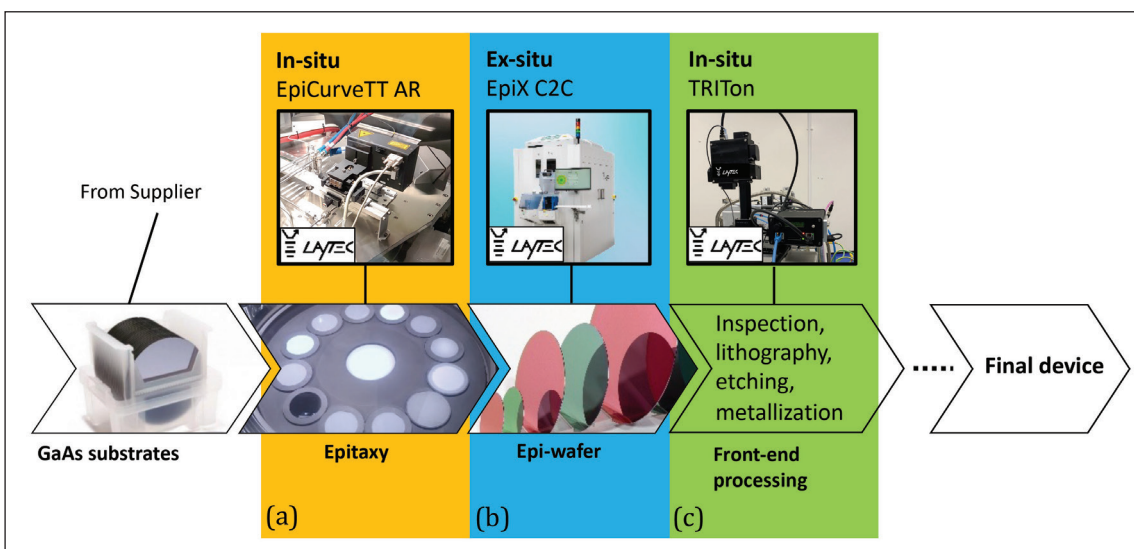 In-situ
EpiCurveTT AR
Ex-situ
EpiX C2C
In-situ
TRITon
From Supplier
LAYTEC
LAYTEC
LAYTEC
LAYTEC
Inspection,
lithography,
etching,
metallization
Final device
GaAs substrates
Epitaxy
Epi-wafer
Front-end
processing
(a)
(b)
(c)